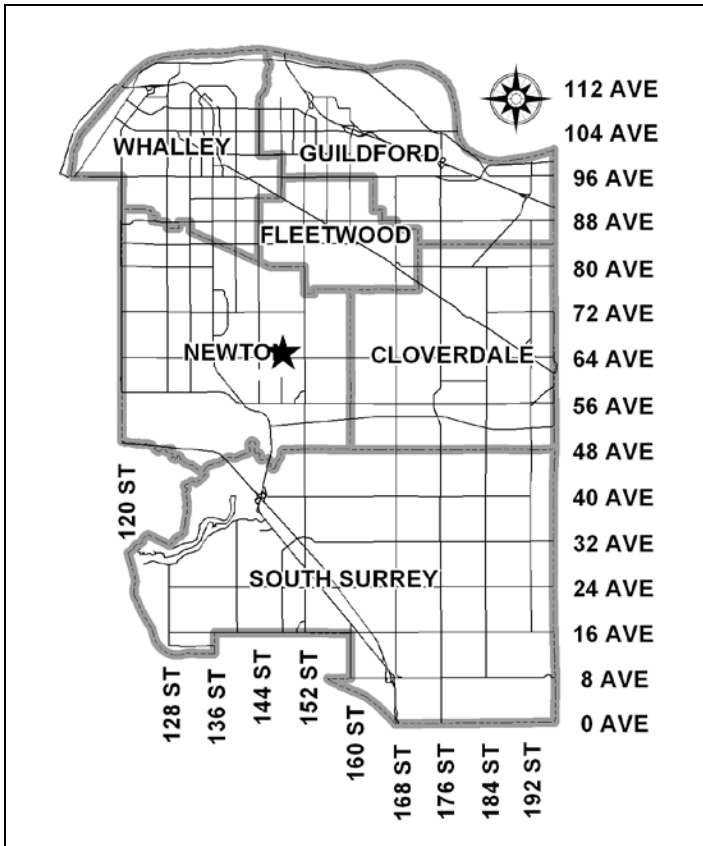 112 AVE
104 AVE
WHALLEY
GUILDFORD
96 AVE
88 AVE
FLEETWOOD
80 AVE
72 AVE
NEWTON
CLOVERDALE
64 AVE
56 AVE
48 AVE
120 ST
40 AVE
32 AVE
SOUTH SURREY
24 AVE
16 AVE
128 ST
136 ST
144 ST
152 ST
160 ST
8 AVE
0 AVE
168 ST
176 ST
184 ST
192 ST